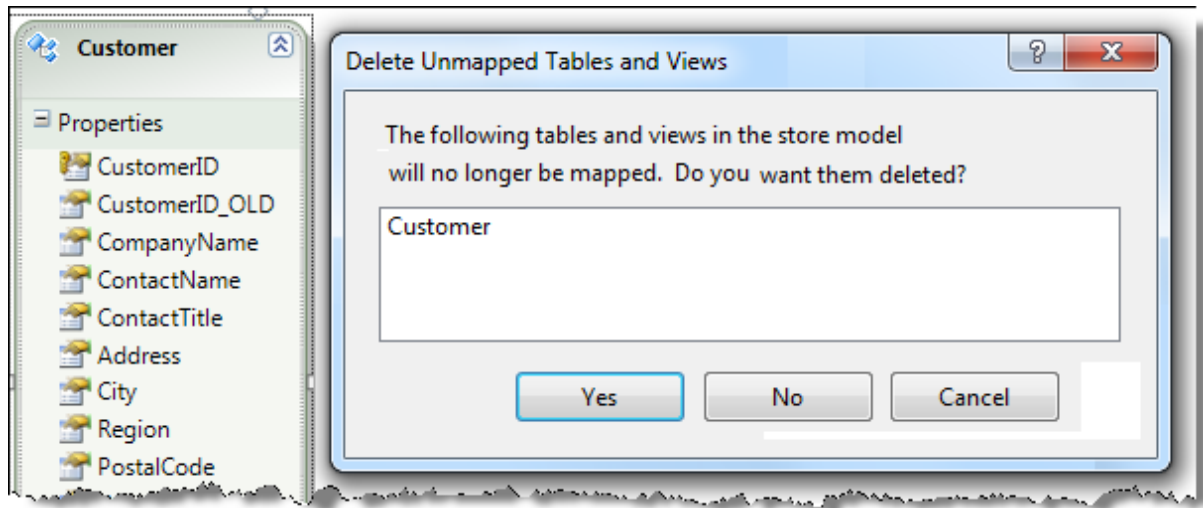 Customer
Properties
CustomerID
CustomerID_OLD
CompanyName
ContactName
ContactTitle
Address
City
Region
PostalCode
Delete Unmapped Tables and Views
The following tables and views in the store model
will no longer be mapped. Do you want them deleted?
Customer
Yes No Cancel